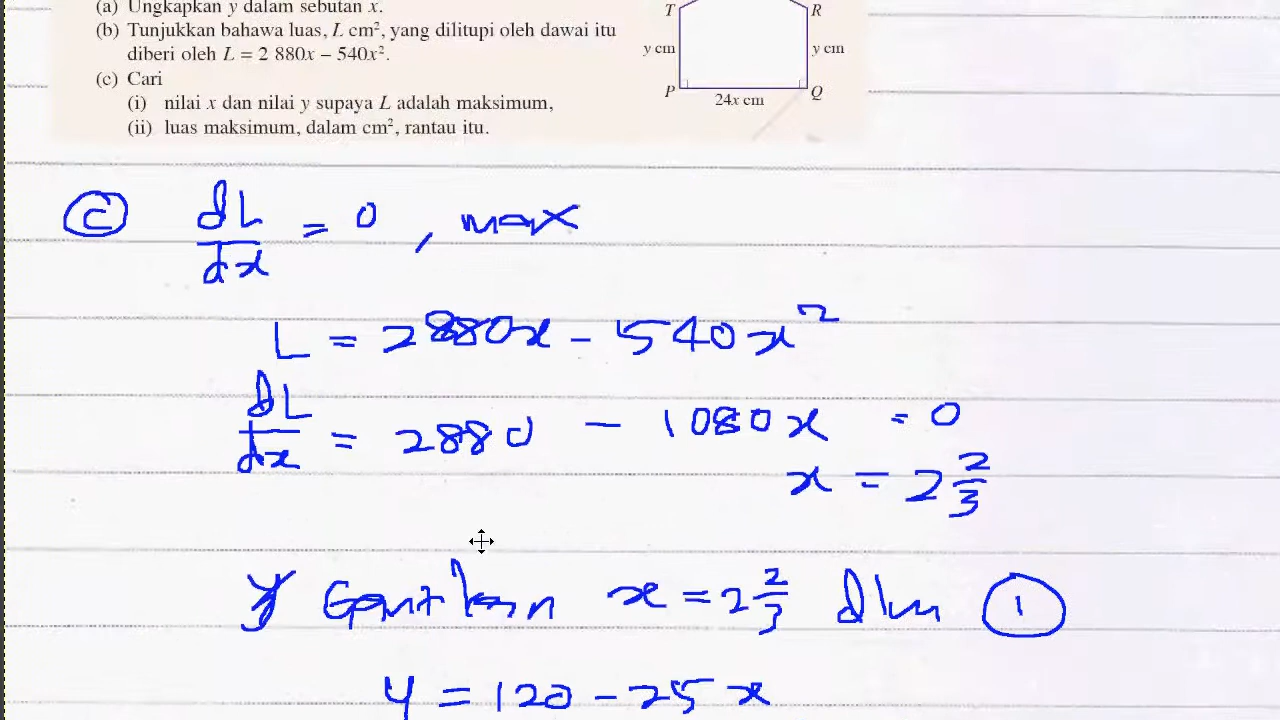 (a) Ungkapkan y dalam sebutan x.
(b) Tunjukkan bahawa luas, L cm², yang dilitupi oleh dawai itu
diberi oleh L = 2 880x – 540x².
(c) Cari
(i) nilai x dan nilai y supaya L adalah maksimum,
(ii) luas maksimum, dalam cm², rantau itu.
T R
y cm y cm
P Q
24x cm
(c) dL/dx = 0, max
L = 2880x - 540x²
dL/dx = 2880 - 1080x = 0
x = 2 2/3
y Gantikan x = 2 2/3 dlm (1)
y = 120 - 25x